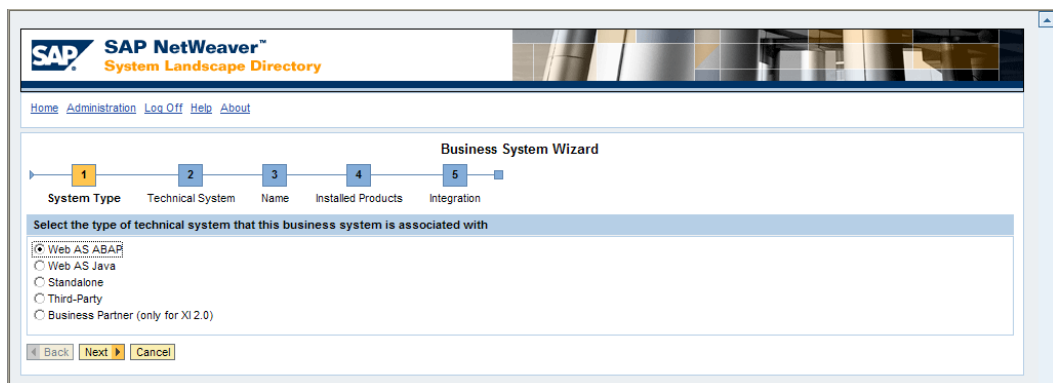 SAP
SAP NetWeaver™
System Landscape Directory
Home Administration Log Off Help About
Business System Wizard
1 2 3 4 5
System Type Technical System Name Installed Products Integration
Select the type of technical system that this business system is associated with
Web AS ABAP
Web AS Java
Standalone
Third-Party
Business Partner (only for XI 2.0)
Back Next Cancel